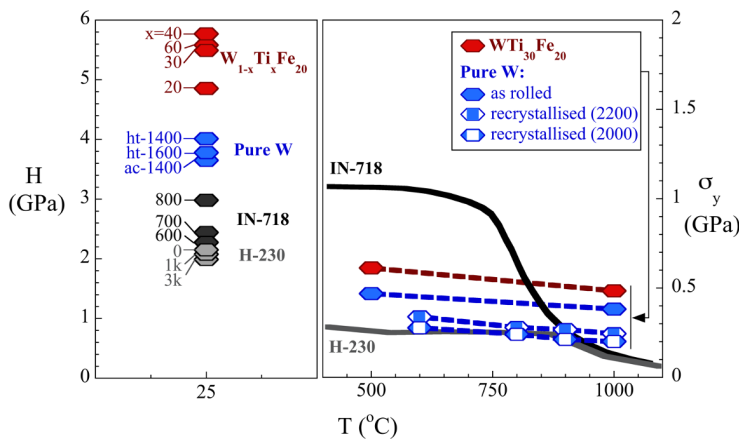 6
5
4
3
2
1
0
H
(GPa)
x=40
60
30
20
W1-xTixFe20
ht-1400
ht-1600
ac-1400
Pure W
800
700
600
IN-718
0
1k
3k
H-230
25
WTi30Fe20
Pure W:
as rolled
recrystallised (2200)
recrystallised (2000)
IN-718
H-230
500
750
1000
2
1.5
1
0.5
0
σy
(GPa)
T (°C)